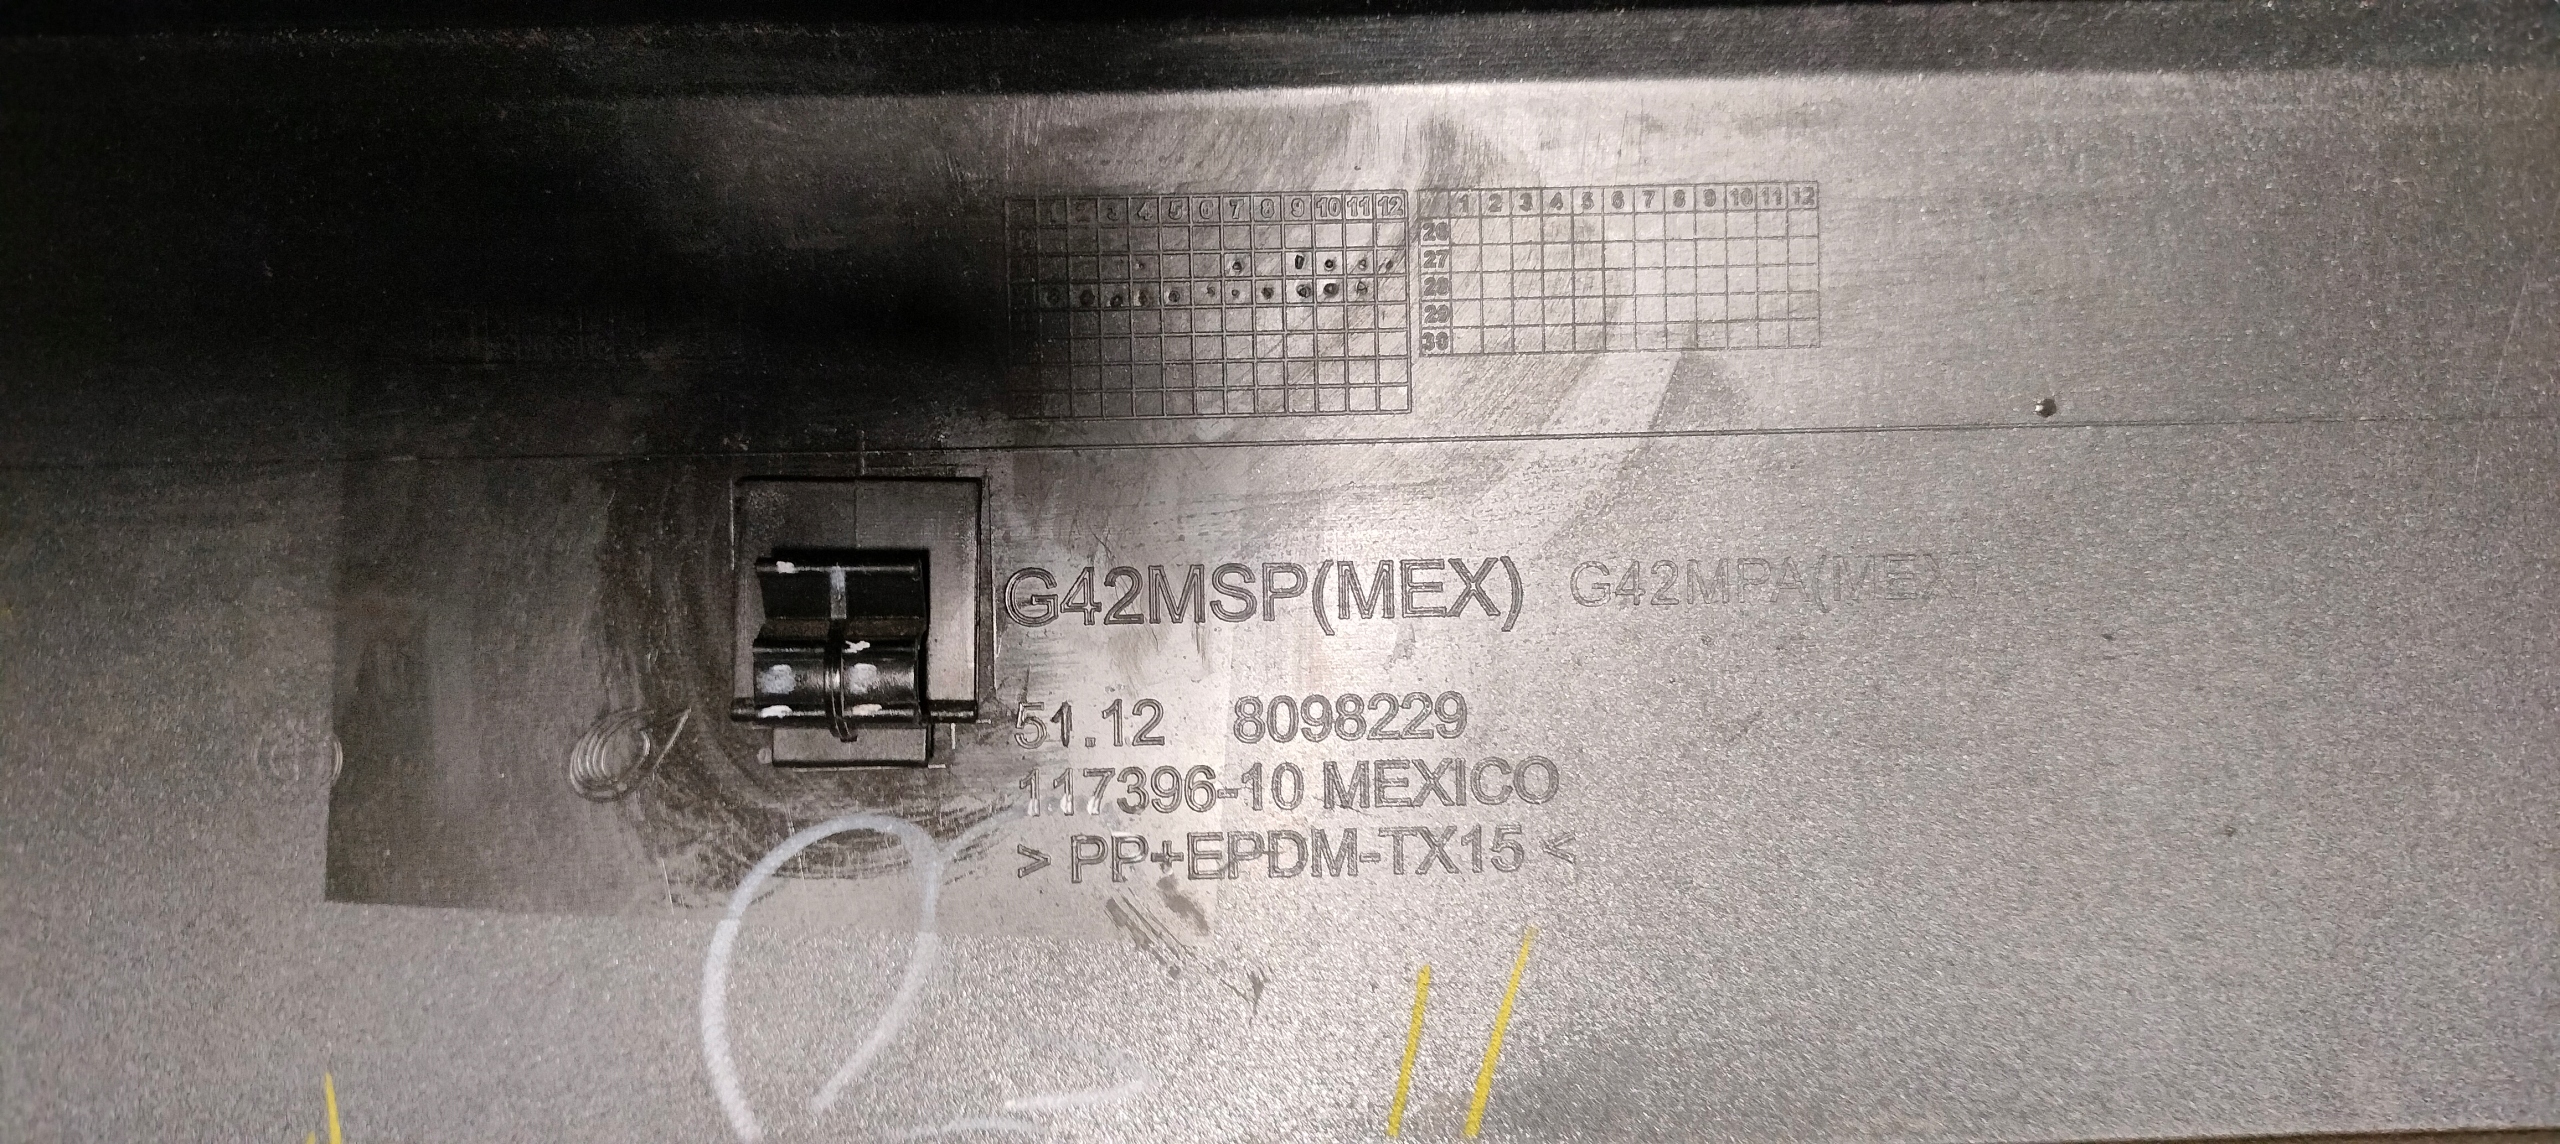 1 2 3 4 5 6 7 8 9 10 11 12
1 2 3 4 5 6 7 8 9 10 11 12
26
27
28
29
30
G42MSP(MEX) G42MPA(MEX)
51.12 8098229
117396-10 MEXICO
> PP+EPDM-TX15 <